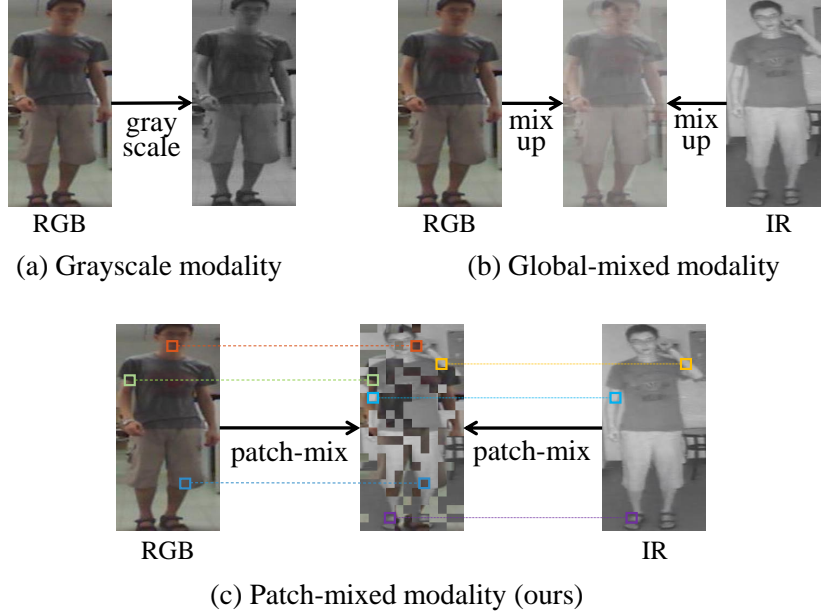 gray
scale
RGB
(a) Grayscale modality
mix
up
mix
up
RGB
IR
(b) Global-mixed modality
patch-mix
patch-mix
RGB
IR
(c) Patch-mixed modality (ours)